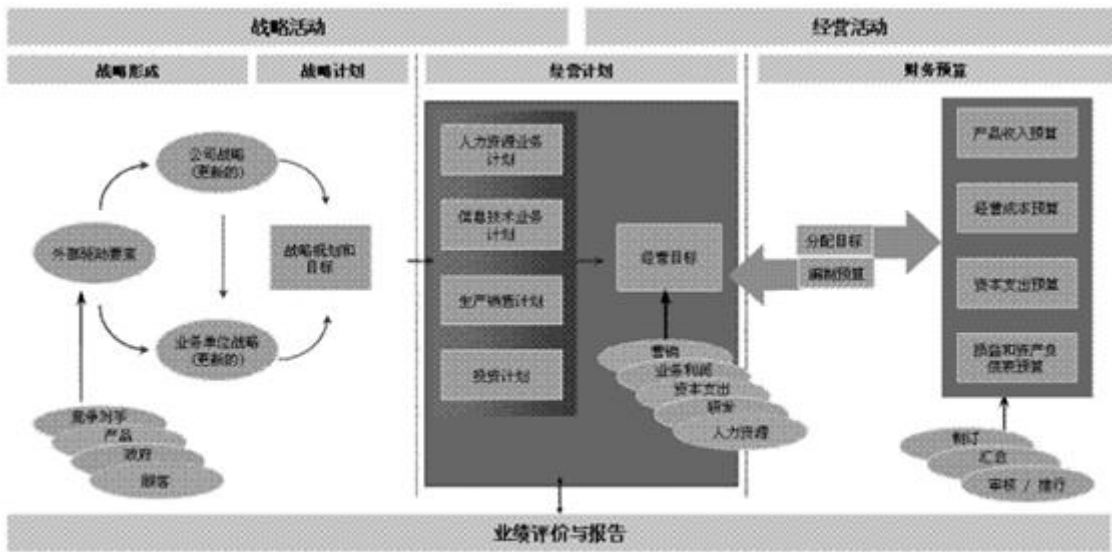 战略活动
经营活动
战略形成
战略计划
经营计划
财务预算
公司战略
(更新的)
外部驱动要素
业务单位战略
(更新的)
战略规划和
目标
竞争对手
产品
政府
顾客
人力资源业务
计划
信息技术业务
计划
生产销售计划
投资计划
经营目标
营销
业务利润
资本支出
研发
人力资源
分配目标
编制预算
产品收入预算
经营成本预算
资本支出预算
损益和资产负
债表预算
制订
汇总
审核 / 推行
业绩评价与报告